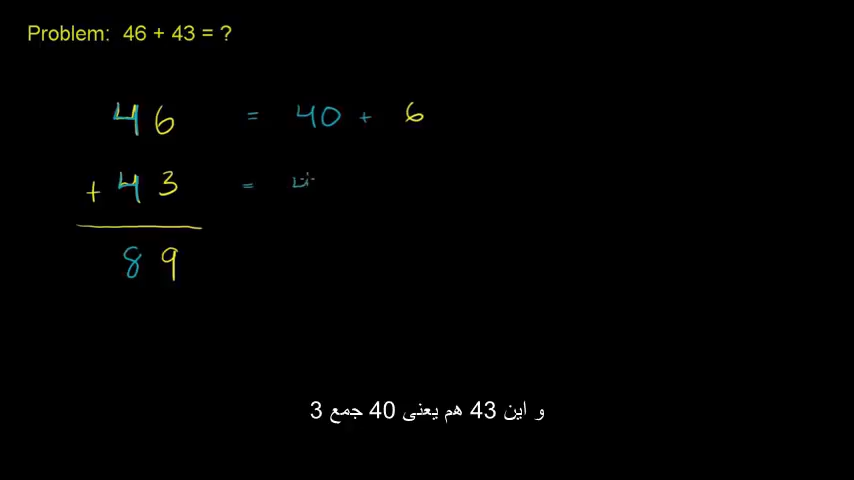 Problem: 46 + 43 = ?
46 = 40 + 6
+ 43 =
89
و این 43 هم یعنی 40 جمع 3